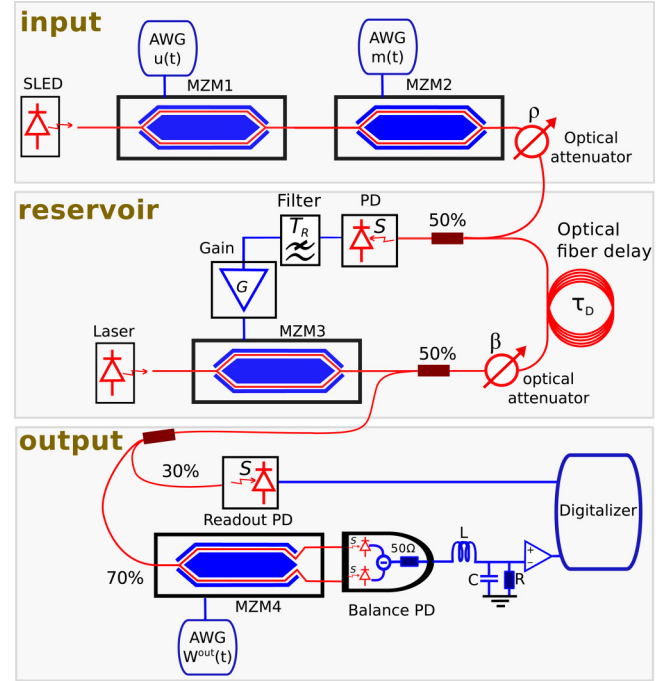 input
AWG
u(t)
AWG
m(t)
SLED
MZM1
MZM2
ρ
Optical
attenuator
reservoir
Filter
PD
T_R
S
50%
Optical
fiber delay
Gain
G
τ_D
Laser
MZM3
50%
β
optical
attenuator
output
30%
S
Readout PD
Digitalizer
70%
MZM4
S
S
50Ω
Balance PD
L
C
R
+
−
AWG
W^out(t)